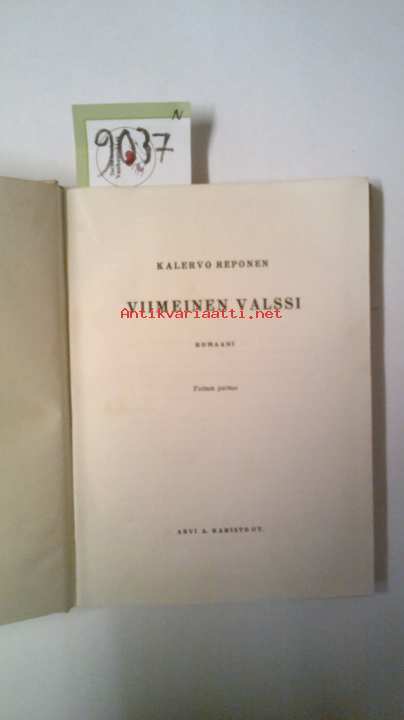 N
9037
KALERVO REPONEN
VIIMEINEN VALSSI
Antikvariaatti.net
ROMAANI
Toinen painos
ARVI A. KARISTO OY.